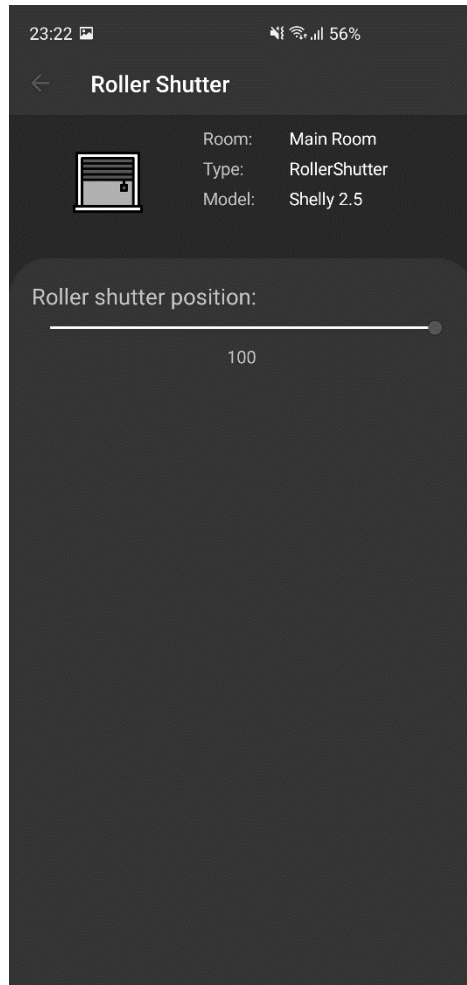 23:22 56%
Roller Shutter
Room: Main Room
Type: RollerShutter
Model: Shelly 2.5
Roller shutter position:
100